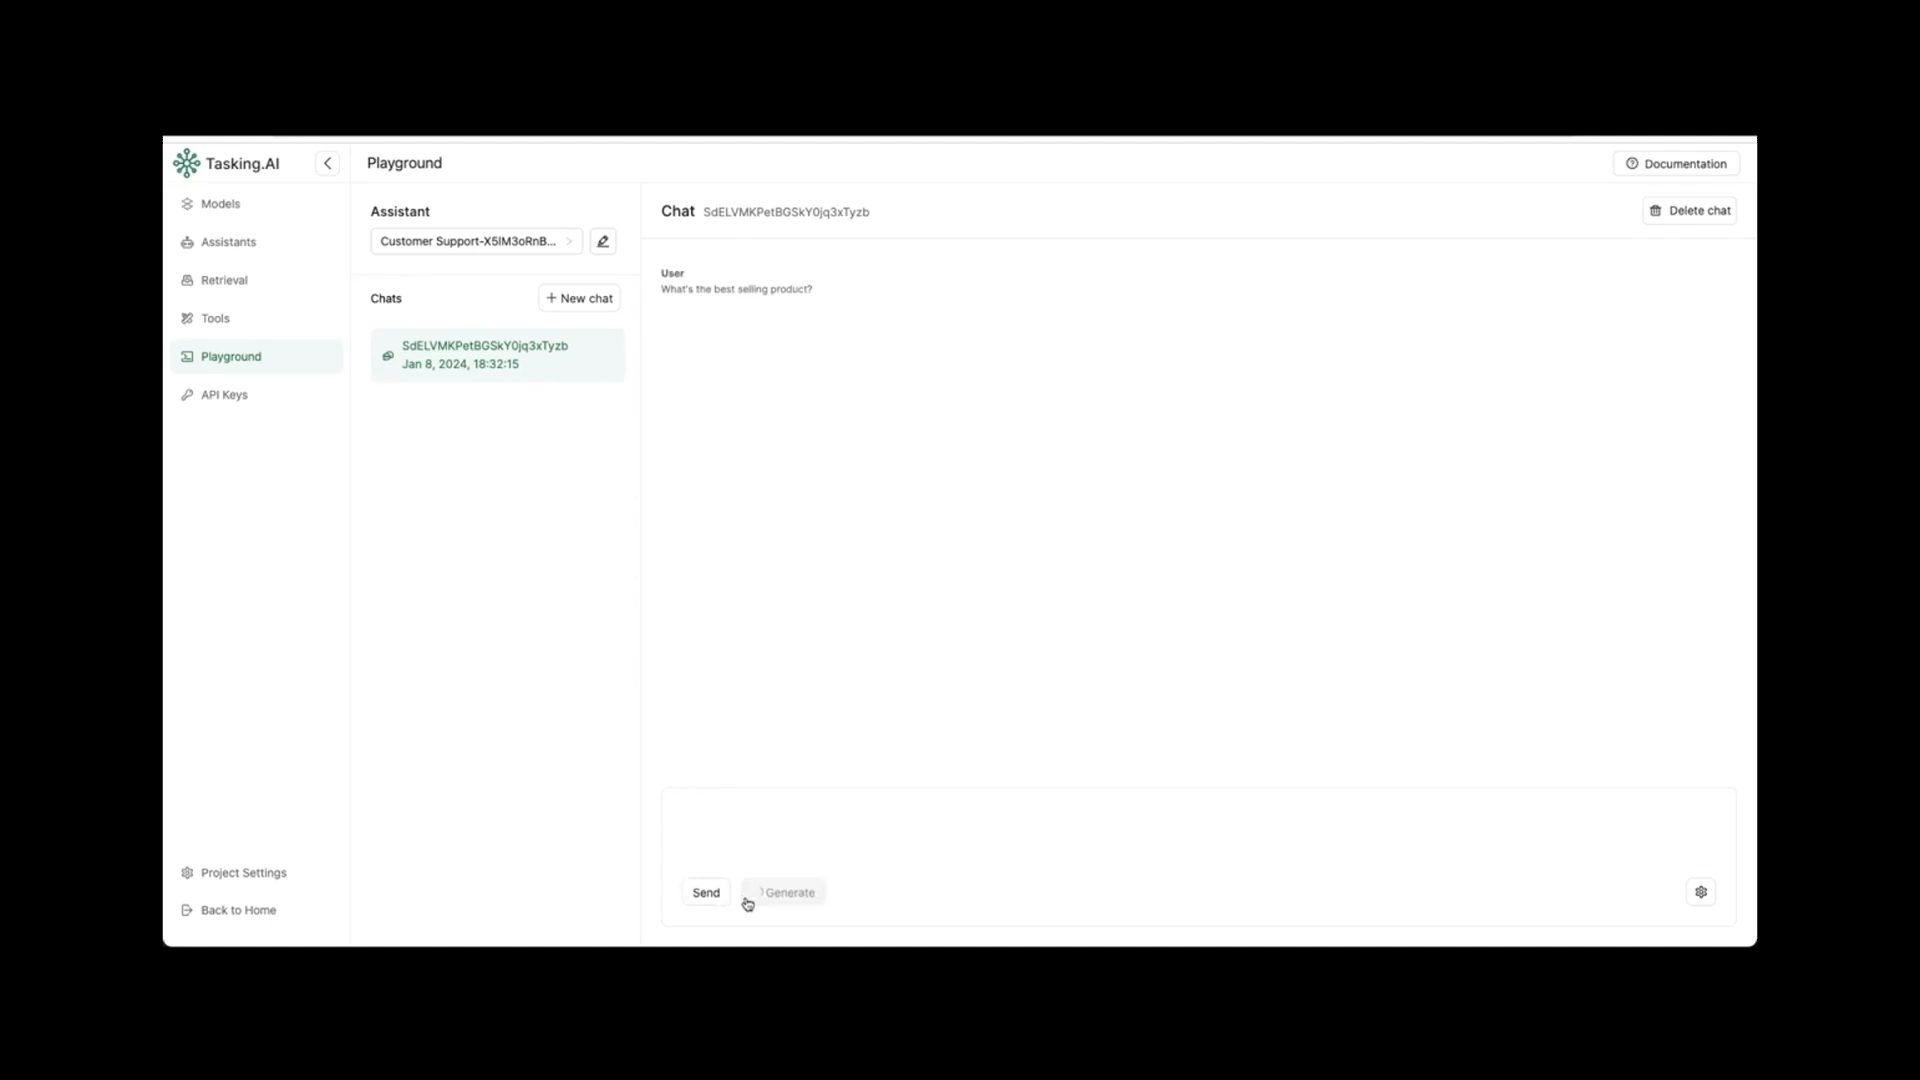 Tasking.AI
Models
Assistants
Retrieval
Tools
Playground
API Keys
Project Settings
Back to Home
Playground
Documentation
Assistant
Customer Support-X5IM3oRnB...
Chats
+ New chat
SdELVMKPetBGSkY0jq3xTyzb
Jan 8, 2024, 18:32:15
Chat SdELVMKPetBGSkY0jq3xTyzb
Delete chat
User
What's the best selling product?
Send
Generate